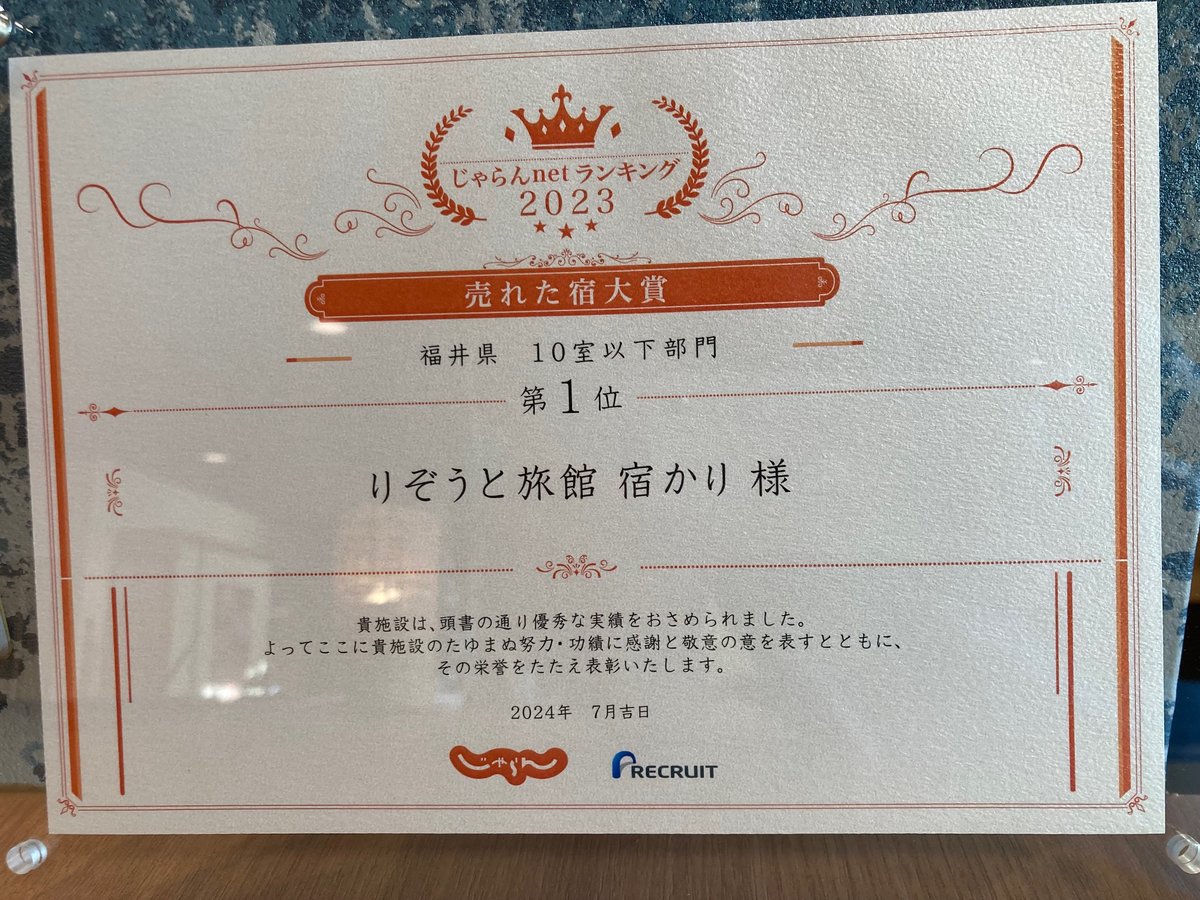 じゃらんnetランキング
2023
売れた宿大賞
福井県 10室以下部門
第1位
りぞうと旅館 宿かり 様
貴施設は、頭書の通り優秀な実績をおさめられました。
よってここに貴施設のたゆまぬ努力・功績に感謝と敬意の意を表すとともに、
その栄誉をたたえ表彰いたします。
2024年 7月吉日
じゃらん RECRUIT